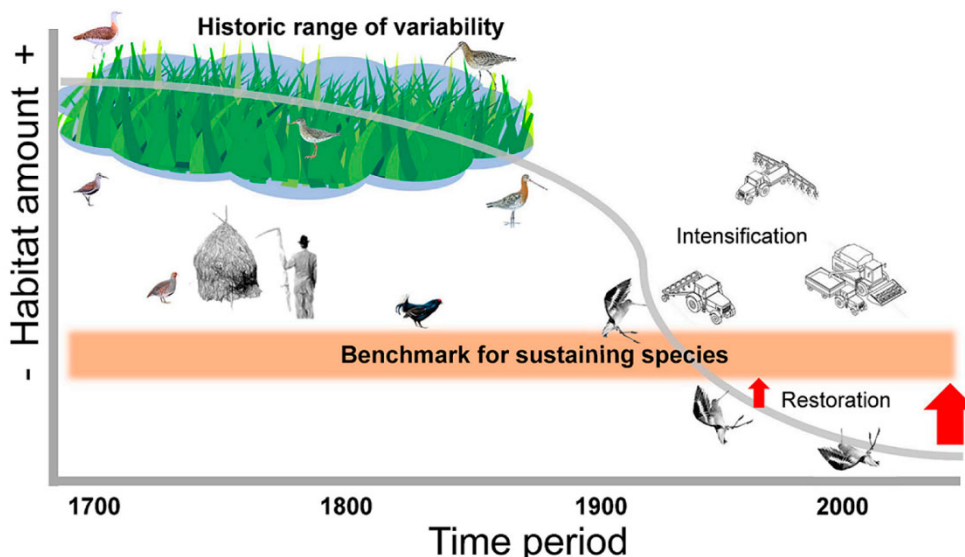 Historic range of variability
+
Habitat amount
-
Intensification
Benchmark for sustaining species
Restoration
1700 1800 1900 2000
Time period